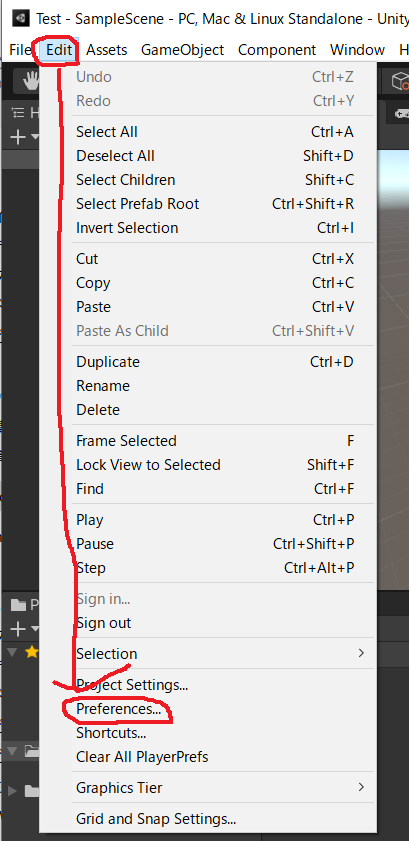 Test - SampleScene - PC, Mac & Linux Standalone - Unity
File Edit Assets GameObject Component Window H
Undo Ctrl+Z
Redo Ctrl+Y
Select All Ctrl+A
Deselect All Shift+D
Select Children Shift+C
Select Prefab Root Ctrl+Shift+R
Invert Selection Ctrl+I
Cut Ctrl+X
Copy Ctrl+C
Paste Ctrl+V
Paste As Child Ctrl+Shift+V
Duplicate Ctrl+D
Rename
Delete
Frame Selected F
Lock View to Selected Shift+F
Find Ctrl+F
Play Ctrl+P
Pause Ctrl+Shift+P
Step Ctrl+Alt+P
Sign in...
Sign out
Selection
Project Settings...
Preferences...
Shortcuts...
Clear All PlayerPrefs
Graphics Tier
Grid and Snap Settings...